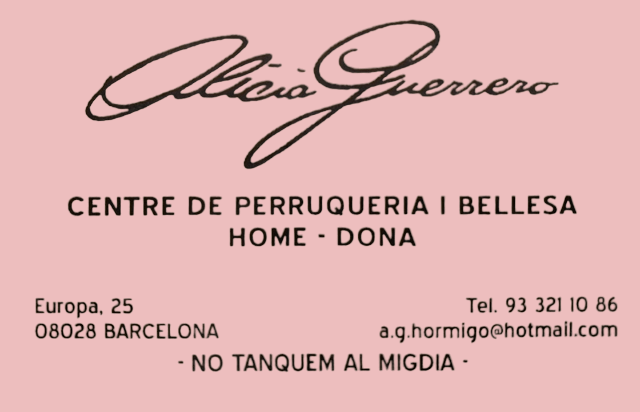 Alicia Guerrero
CENTRE DE PERRUQUERIA I BELLESA
HOME - DONA
Europa, 25
08028 BARCELONA
Tel. 93 321 10 86
a.g.hormigo@hotmail.com
- NO TANQUEM AL MIGDIA -